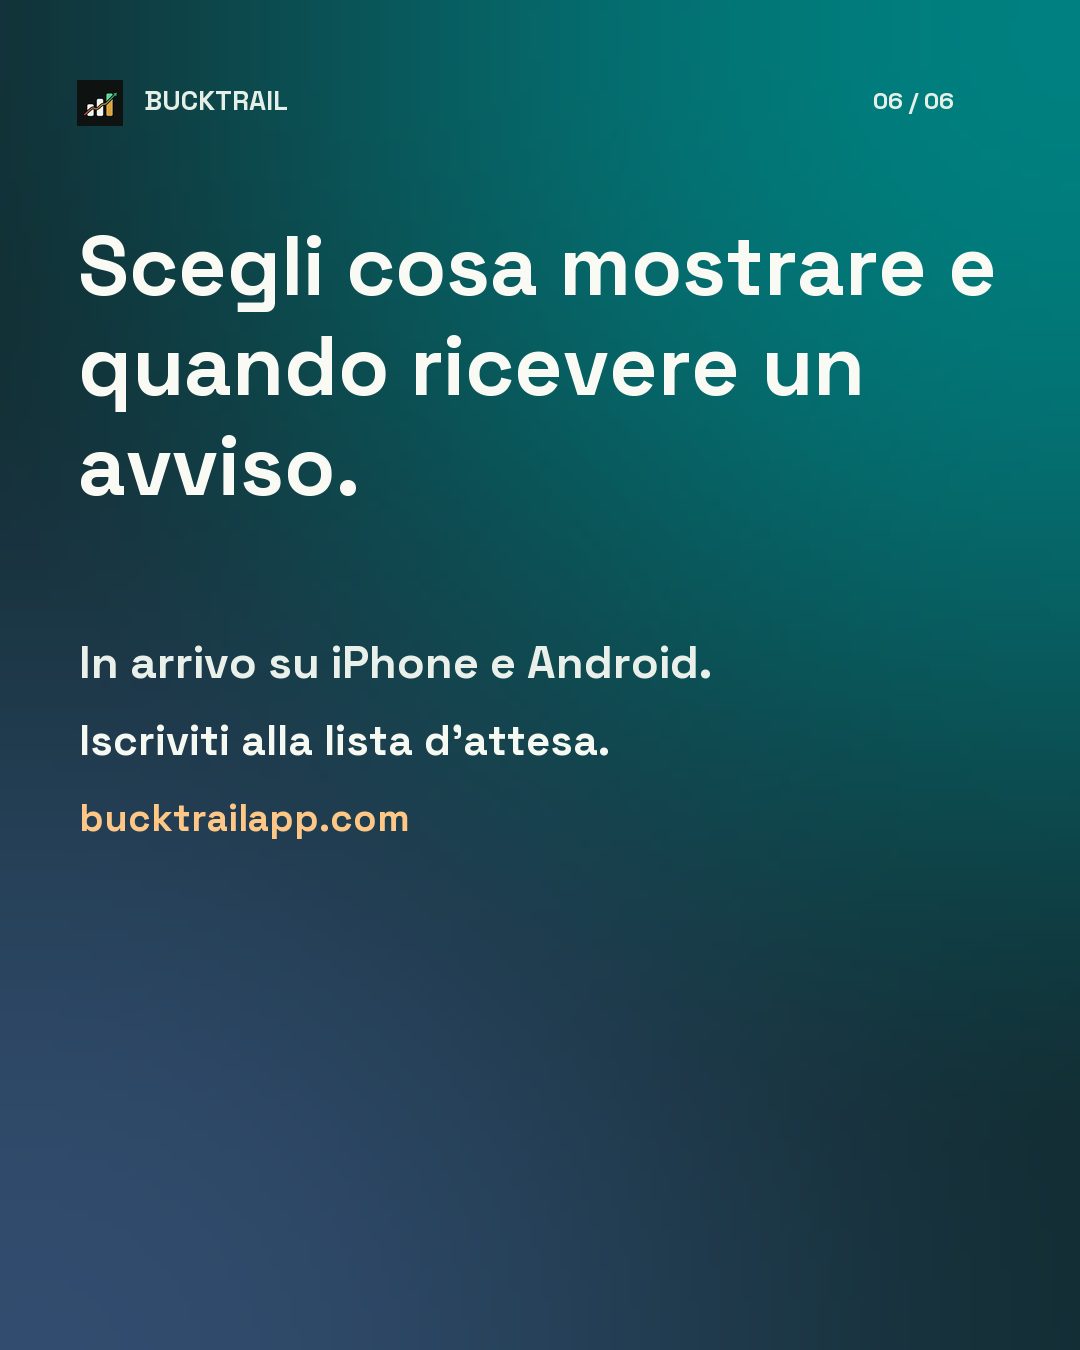 BUCKTRAIL
06 / 06
Scegli cosa mostrare e
quando ricevere un
avviso.
In arrivo su iPhone e Android.
Iscriviti alla lista d’attesa.
bucktrailapp.com